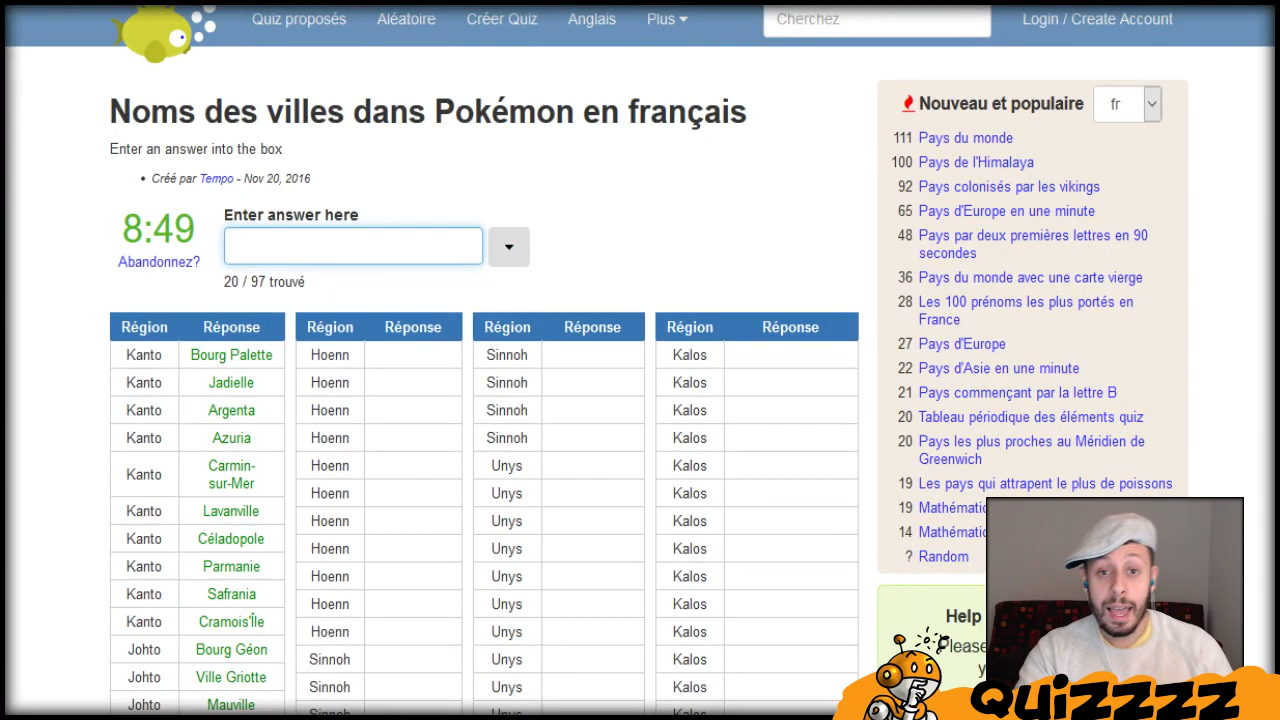 Quiz proposés Aléatoire Créer Quiz Anglais Plus Cherchez Login / Create Account
Noms des villes dans Pokémon en français
Enter an answer into the box
• Créé par Tempo - Nov 20, 2016
8:49
Abandonnez?
Enter answer here
20 / 97 trouvé
Région Réponse Région Réponse Région Réponse Région Réponse
Kanto Bourg Palette Hoenn Sinnoh Kalos
Kanto Jadielle Hoenn Sinnoh Kalos
Kanto Argenta Hoenn Sinnoh Kalos
Kanto Azuria Hoenn Sinnoh Kalos
Kanto Carmin-
sur-Mer Hoenn Unys Kalos
Hoenn Unys Kalos
Kanto Lavanville Hoenn Unys Kalos
Kanto Céladopole Hoenn Unys Kalos
Kanto Parmanie Hoenn Unys Kalos
Kanto Safrania Hoenn Unys Kalos
Kanto Cramois'Île Hoenn Unys Kalos
Johto Bourg Géon Sinnoh Unys Kalos
Johto Ville Griotte Sinnoh Unys Kalos
Johto Mauville Sinnoh Unys Kalos
Nouveau et populaire fr
111 Pays du monde
100 Pays de l'Himalaya
92 Pays colonisés par les vikings
65 Pays d'Europe en une minute
48 Pays par deux premières lettres en 90
secondes
36 Pays du monde avec une carte vierge
28 Les 100 prénoms les plus portés en
France
27 Pays d'Europe
22 Pays d'Asie en une minute
21 Pays commençant par la lettre B
20 Tableau périodique des éléments quiz
20 Pays les plus proches au Méridien de
Greenwich
19 Les pays qui attrapent le plus de poissons
19 Mathématic
14 Mathématic
? Random
Help
Please
y
QUiZZZZ